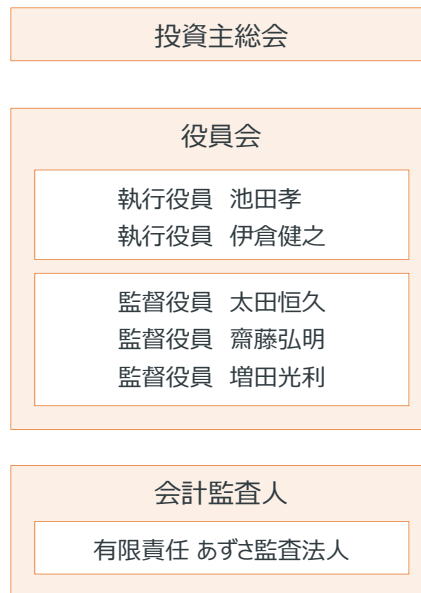 投資主総会
役員会
執行役員 池田孝
執行役員 伊倉健之
監督役員 太田恒久
監督役員 齋藤弘明
監督役員 増田光利
会計監査人
有限責任 あずさ監査法人